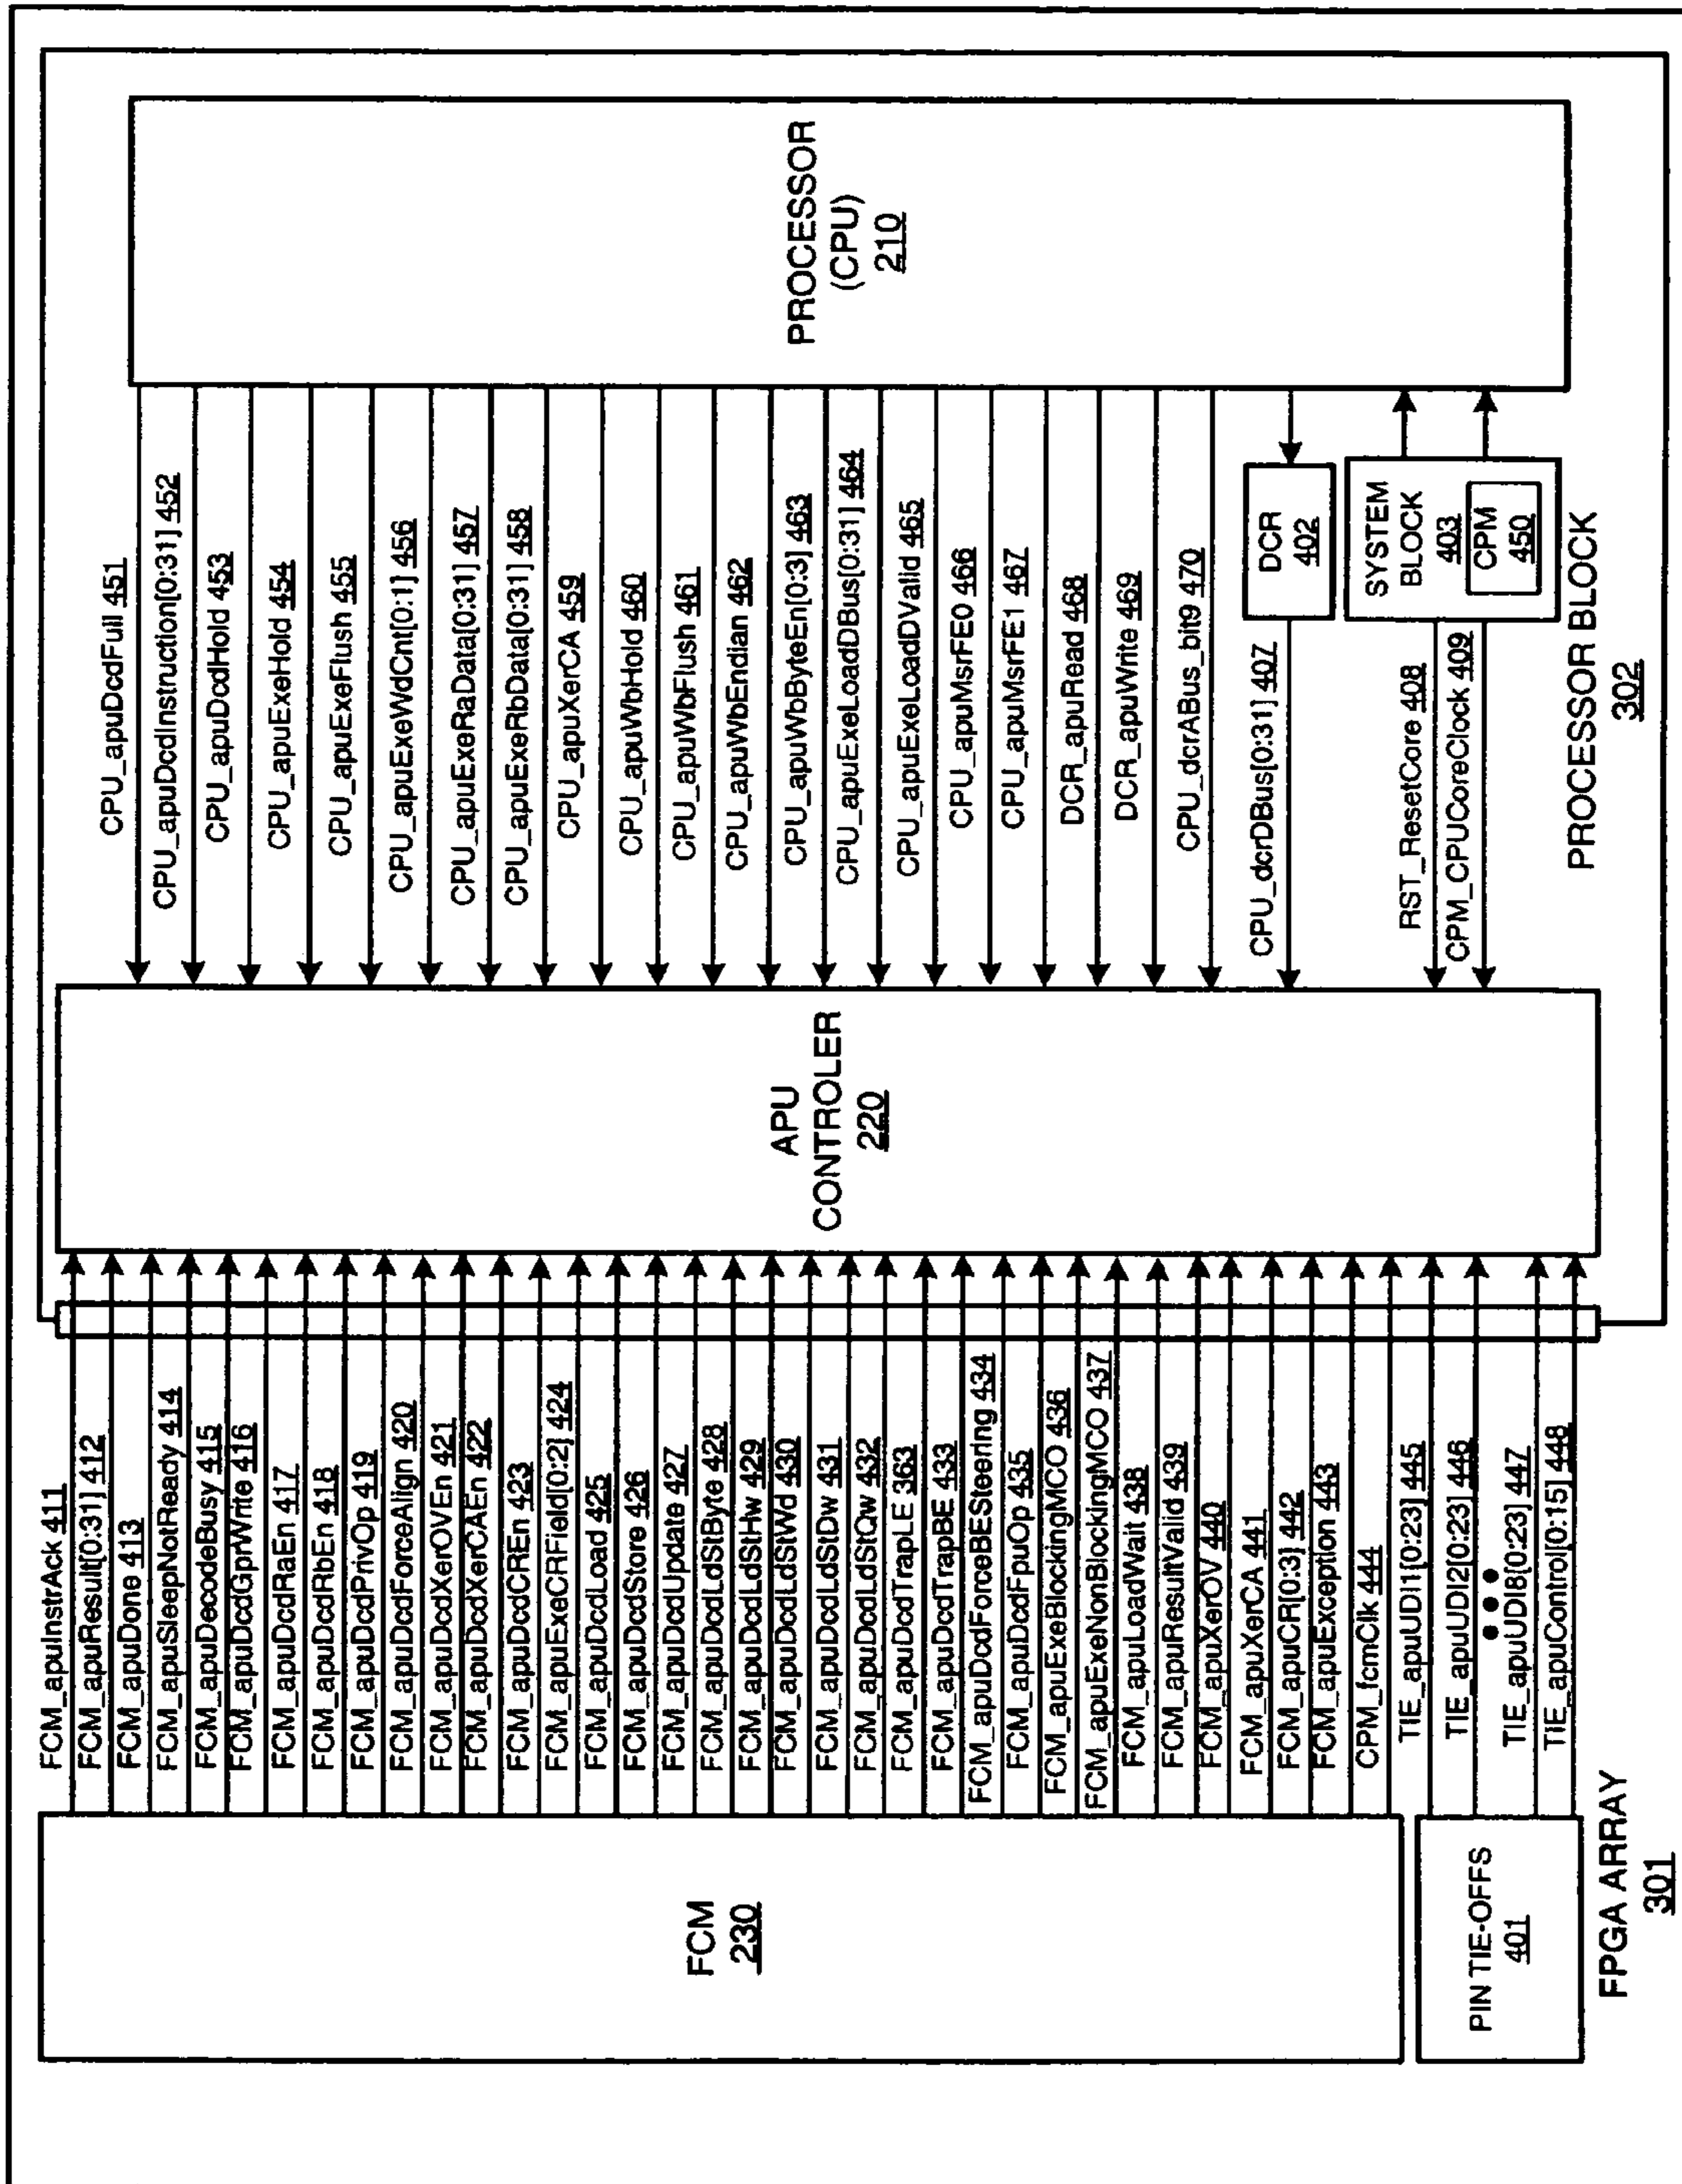 FCM
230
PIN TIE-OFFS
401
FPGA ARRAY
301
FCM_apuInstrAck 411
FCM_apuResult[0:31] 412
FCM_apuDone 413
FCM_apuSleepNotReady 414
FCM_apuDecodeBusy 415
FCM_apuDcdGprWrite 416
FCM_apuDcdRaEn 417
FCM_apuDcdRbEn 418
FCM_apuDcdPrivOp 419
FCM_apuDcdForceAlign 420
FCM_apuDcdXerOVEn 421
FCM_apuDcdXerCAEn 422
FCM_apuDcdCREn 423
FCM_apuExeCRField[0:2] 424
FCM_apuDcdLoad 425
FCM_apuDcdStore 426
FCM_apuDcdUpdate 427
FCM_apuDcdLdStByte 428
FCM_apuDcdLdStHw 429
FCM_apuDcdLdStWd 430
FCM_apuDcdLdStDw 431
FCM_apuDcdLdStQw 432
FCM_apuDcdTrapLE 363
FCM_apuDcdTrapBE 433
FCM_apuDcdForceBESteering 434
FCM_apuDcdFpuOp 435
FCM_apuExeBlockingMCO 436
FCM_apuExeNonBlockingMCO 437
FCM_apuLoadWait 438
FCM_apuResultValid 439
FCM_apuXerOV 440
FCM_apuXerCA 441
FCM_apuCR[0:3] 442
FCM_apuException 443
CPM_fcmClk 444
TIE_apuUDI1[0:23] 445
TIE_apuUDI2[0:23] 446
TIE_apuUDI8[0:23] 447
TIE_apuControl[0:15] 448
APU
CONTROLER
220
CPU_apuDcdFull 451
CPU_apuDcdInstruction[0:31] 452
CPU_apuDcdHold 453
CPU_apuExeHold 454
CPU_apuExeFlush 455
CPU_apuExeWdCnt[0:1] 456
CPU_apuExeRaData[0:31] 457
CPU_apuExeRbData[0:31] 458
CPU_apuXerCA 459
CPU_apuWbHold 460
CPU_apuWbFlush 461
CPU_apuWbEndian 462
CPU_apuWbByteEn[0:3] 463
CPU_apuExeLoadDBus[0:31] 464
CPU_apuExeLoadDValid 465
CPU_apuMsrFE0 466
CPU_apuMsrFE1 467
DCR_apuRead 468
DCR_apuWrite 469
CPU_dcrABus_bit9 470
CPU_dcrDBus[0:31] 407
RST_ResetCore 408
CPM_CPUCoreClock 409
DCR
402
SYSTEM
BLOCK
403
CPM
450
PROCESSOR
(CPU)
210
PROCESSOR BLOCK
302